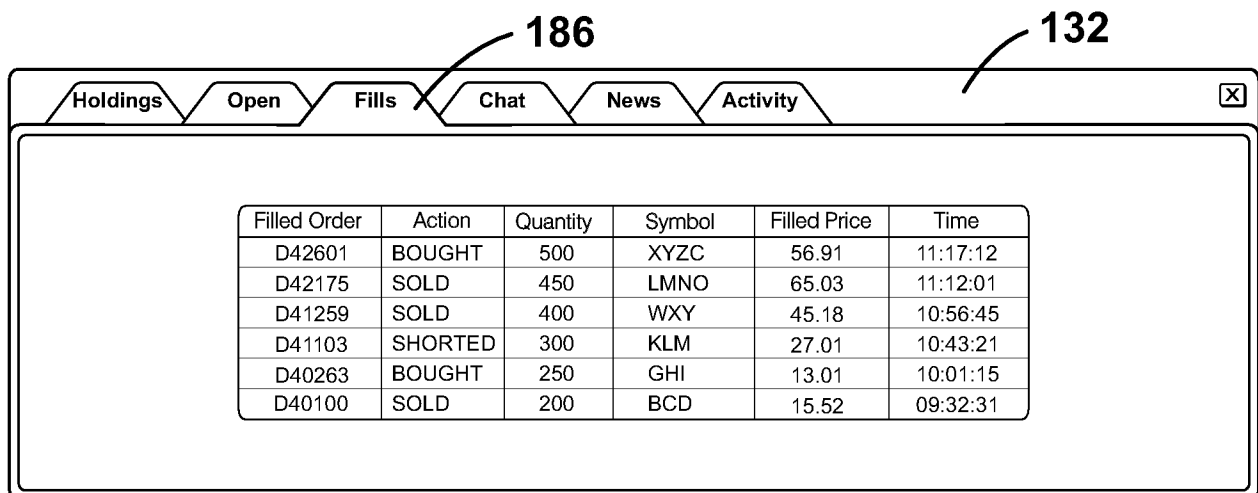 186 132
Holdings Open Fills Chat News Activity X
Filled Order Action Quantity Symbol Filled Price Time
D42601 BOUGHT 500 XYZC 56.91 11:17:12
D42175 SOLD 450 LMNO 65.03 11:12:01
D41259 SOLD 400 WXY 45.18 10:56:45
D41103 SHORTED 300 KLM 27.01 10:43:21
D40263 BOUGHT 250 GHI 13.01 10:01:15
D40100 SOLD 200 BCD 15.52 09:32:31